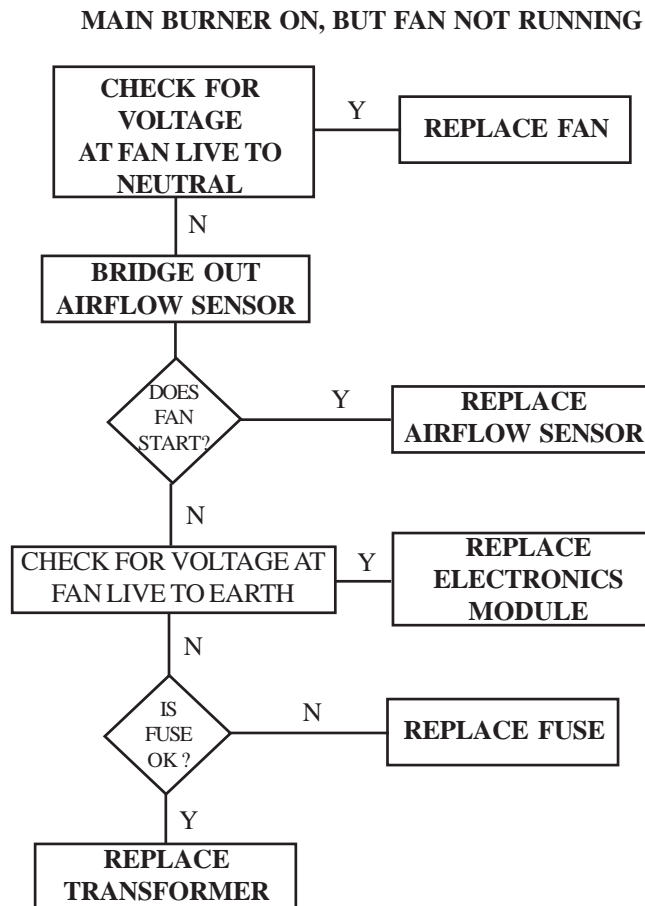 MAIN BURNER ON, BUT FAN NOT RUNNING
CHECK FOR
VOLTAGE
AT FAN LIVE TO
NEUTRAL
Y
REPLACE FAN
N
BRIDGE OUT
AIRFLOW SENSOR
DOES
FAN
START?
Y
REPLACE
AIRFLOW SENSOR
N
CHECK FOR VOLTAGE AT
FAN LIVE TO EARTH
Y
REPLACE
ELECTRONICS
MODULE
N
IS
FUSE
OK ?
N
REPLACE FUSE
Y
REPLACE
TRANSFORMER